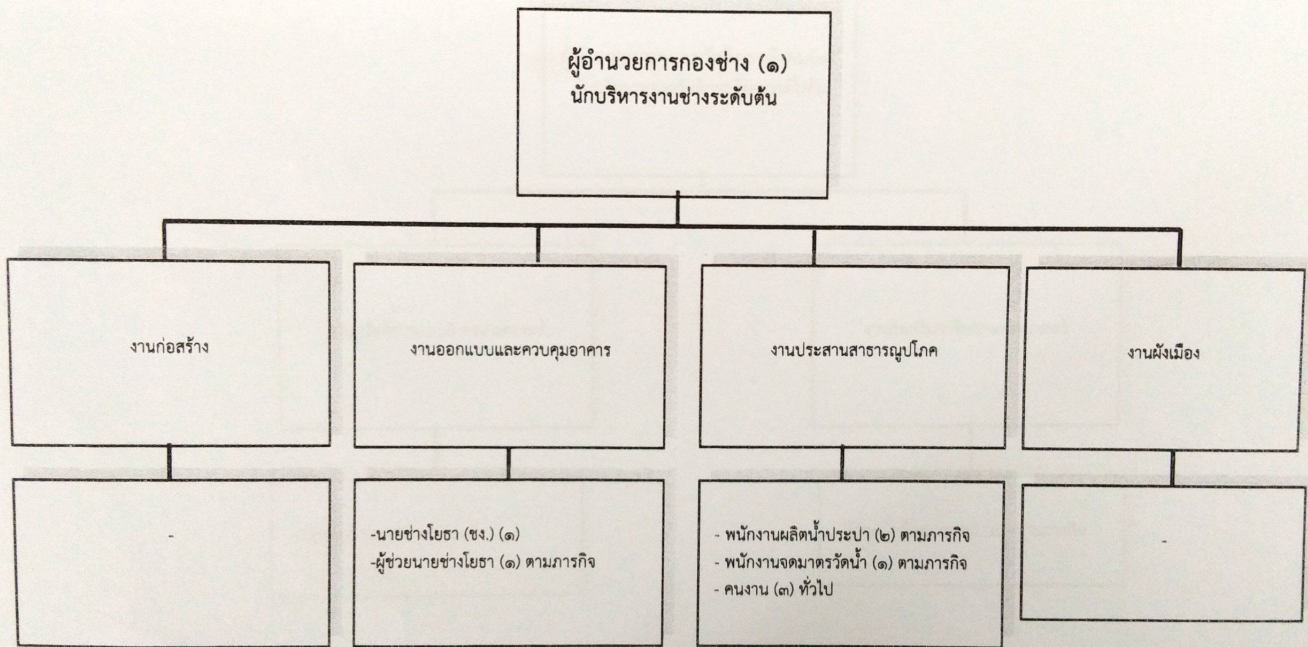 ผู้อำนวยการกองช่าง (๑)
นักบริหารงานช่างระดับต้น
งานก่อสร้าง
งานออกแบบและควบคุมอาคาร
งานประสานสาธารณูปโภค
งานผังเมือง
-
-นายช่างโยธา (ชง.) (๑)
-ผู้ช่วยนายช่างโยธา (๑) ตามภารกิจ
- พนักงานผลิตน้ำประปา (๒) ตามภารกิจ
- พนักงานจดมาตรวัดน้ำ (๑) ตามภารกิจ
- คนงาน (๓) ทั่วไป
-